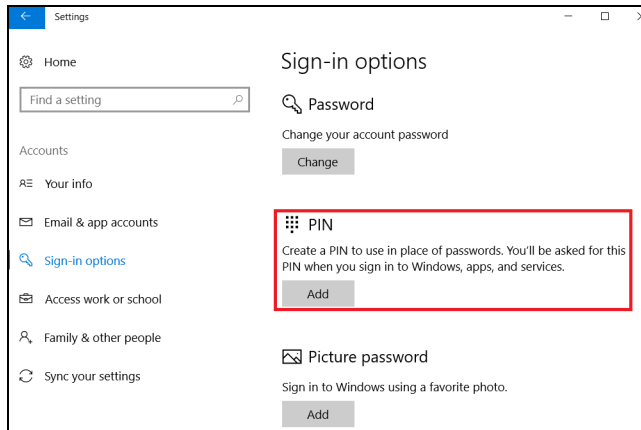 Settings
Home
Find a setting
Accounts
Your info
Email & app accounts
Sign-in options
Access work or school
Family & other people
Sync your settings
Sign-in options
Password
Change your account password
Change
PIN
Create a PIN to use in place of passwords. You'll be asked for this
PIN when you sign in to Windows, apps, and services.
Add
Picture password
Sign in to Windows using a favorite photo.
Add